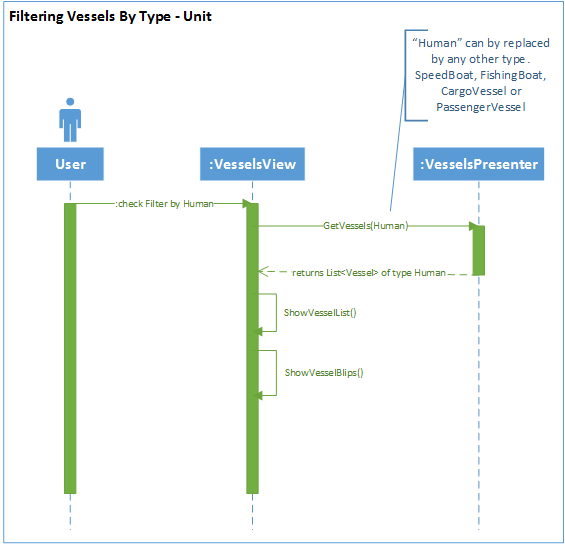 Filtering Vessels By Type - Unit
“Human” can by replaced
by any other type.
SpeedBoat, FishingBoat,
CargoVessel or
PassengerVessel
User
:VesselsView
:VesselsPresenter
:check Filter by Human
GetVessels(Human)
returns List<Vessel> of type Human
ShowVesselList()
ShowVesselBlips()